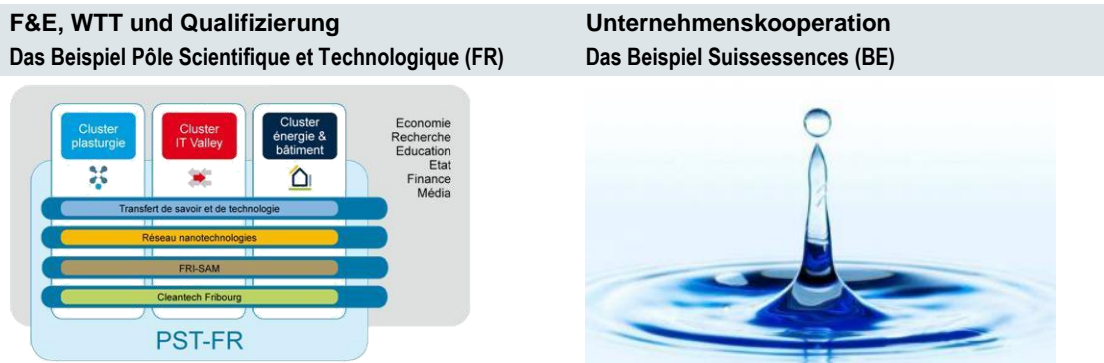 F&E, WTT und Qualifizierung
Das Beispiel Pôle Scientifique et Technologique (FR)
Unternehmenskooperation
Das Beispiel Suissessences (BE)
Cluster
plasturgie
Cluster
IT Valley
Cluster
énergie &
bâtiment
Economie
Recherche
Education
Etat
Finance
Média
Transfert de savoir et de technologie
Réseau nanotechnologies
FRI-SAM
Cleantech Fribourg
PST-FR